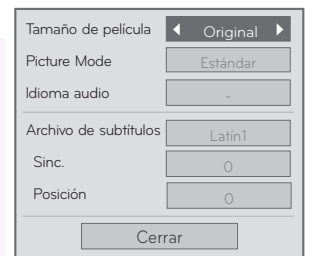 Tamaño de película ◀ Original ▶
Picture Mode Estándar
Idioma audio -
Archivo de subtítulos Latín1
Sinc. 0
Posición 0
Cerrar